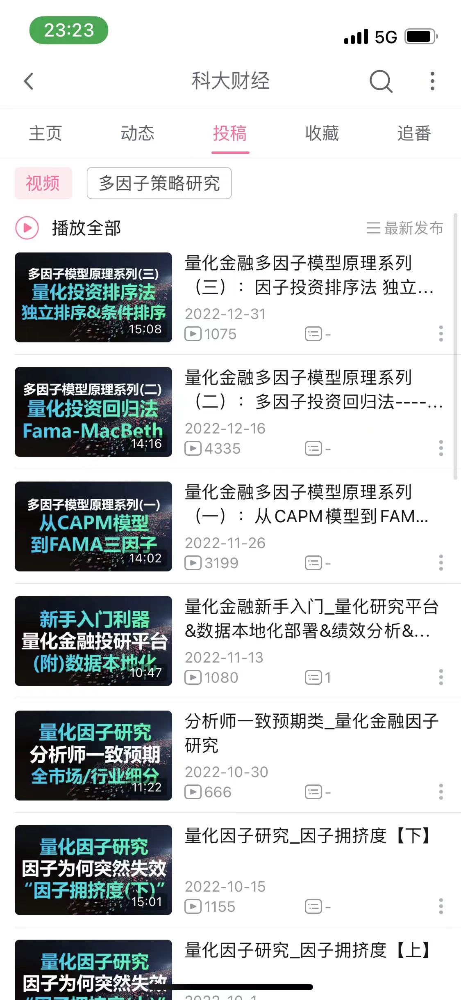 23:23
5G
科大财经
主页 动态 投稿 收藏 追番
视频 多因子策略研究
播放全部 最新发布
多因子模型原理系列(三)
量化投资排序法
独立排序&条件排序
15:08
量化金融多因子模型原理系列
（三）：因子投资排序法 独立...
2022-12-31
1075 -
多因子模型原理系列(二)
量化投资回归法
Fama-MacBeth
14:16
量化金融多因子模型原理系列
（二）：多因子投资回归法----...
2022-12-16
4335 -
多因子模型原理系列(一)
从CAPM模型
到FAMA三因子
14:02
量化金融多因子模型原理系列
（一）：从CAPM模型到FAM...
2022-11-26
3199 -
新手入门利器
量化金融投研平台
(附)数据本地化
10:47
量化金融新手入门_量化研究平台
&数据本地化部署&绩效分析&...
2022-11-13
1080 1
量化因子研究
分析师一致预期
全市场/行业细分
11:22
分析师一致预期类_量化金融因子
研究
2022-10-30
666 -
量化因子研究
因子为何突然失效
“因子拥挤度(下)”
15:01
量化因子研究_因子拥挤度【下】
2022-10-15
1155 -
量化因子研究
因子为何突然失效
量化因子研究_因子拥挤度【上】